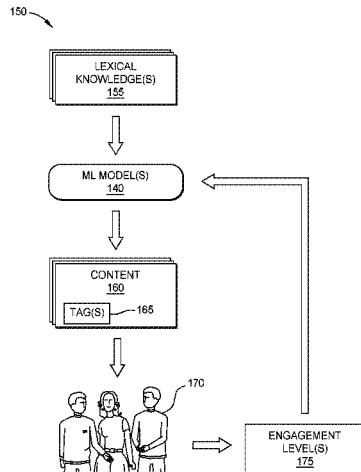 150
LEXICAL
KNOWLEDGE(S)
155
ML MODEL(S)
140
CONTENT
160
TAG(S)
165
170
ENGAGEMENT
LEVEL(S)
175